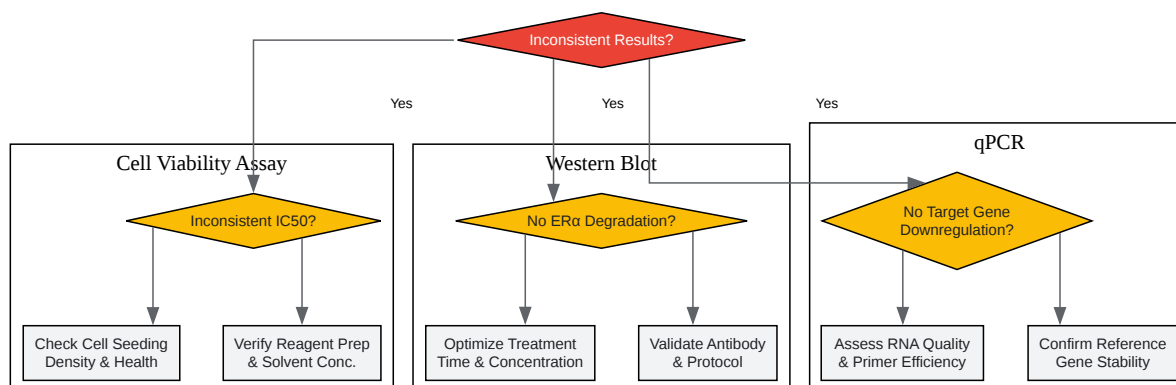 Inconsistent Results?
Yes
Yes
Yes
Cell Viability Assay
Inconsistent IC50?
Check Cell Seeding
Density & Health
Verify Reagent Prep
& Solvent Conc.
Western Blot
No ERα Degradation?
Optimize Treatment
Time & Concentration
Validate Antibody
& Protocol
qPCR
No Target Gene
Downregulation?
Assess RNA Quality
& Primer Efficiency
Confirm Reference
Gene Stability